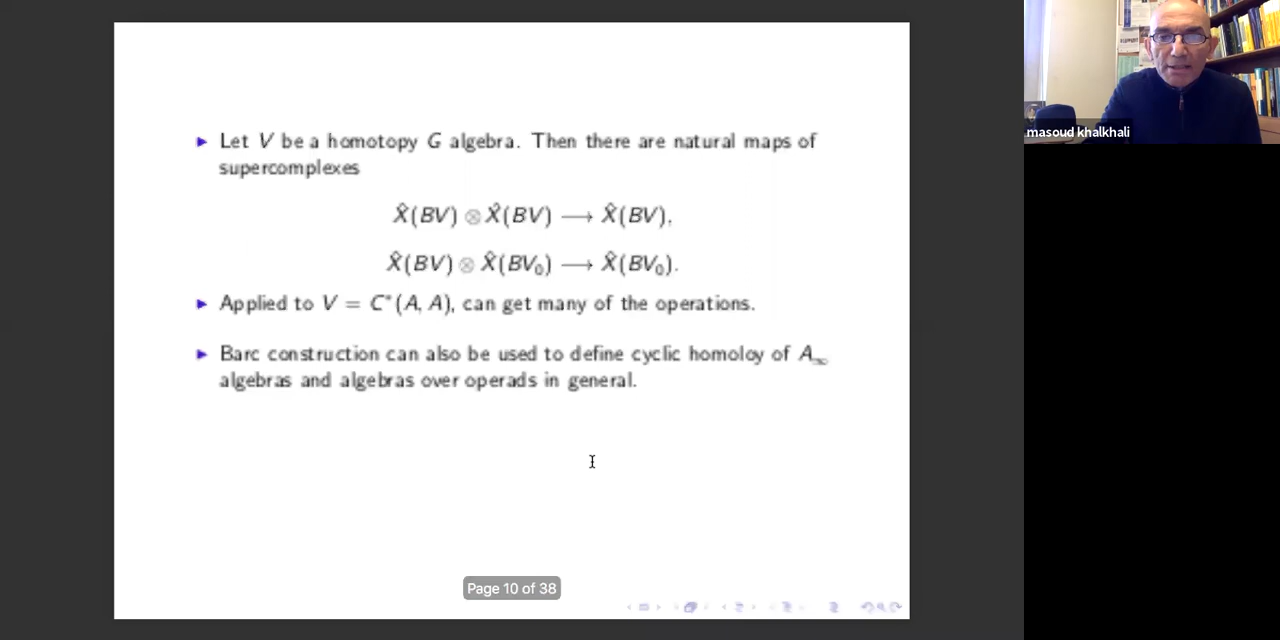 Let V be a homotopy G algebra. Then there are natural maps of
supercomplexes
X̂(BV) ⊗ X̂(BV) ⟶ X̂(BV),
X̂(BV) ⊗ X̂(BV₀) ⟶ X̂(BV₀).
Applied to V = C*(A, A), can get many of the operations.
Barc construction can also be used to define cyclic homoloy of A∞
algebras and algebras over operads in general.
Page 10 of 38
masoud khalkhali